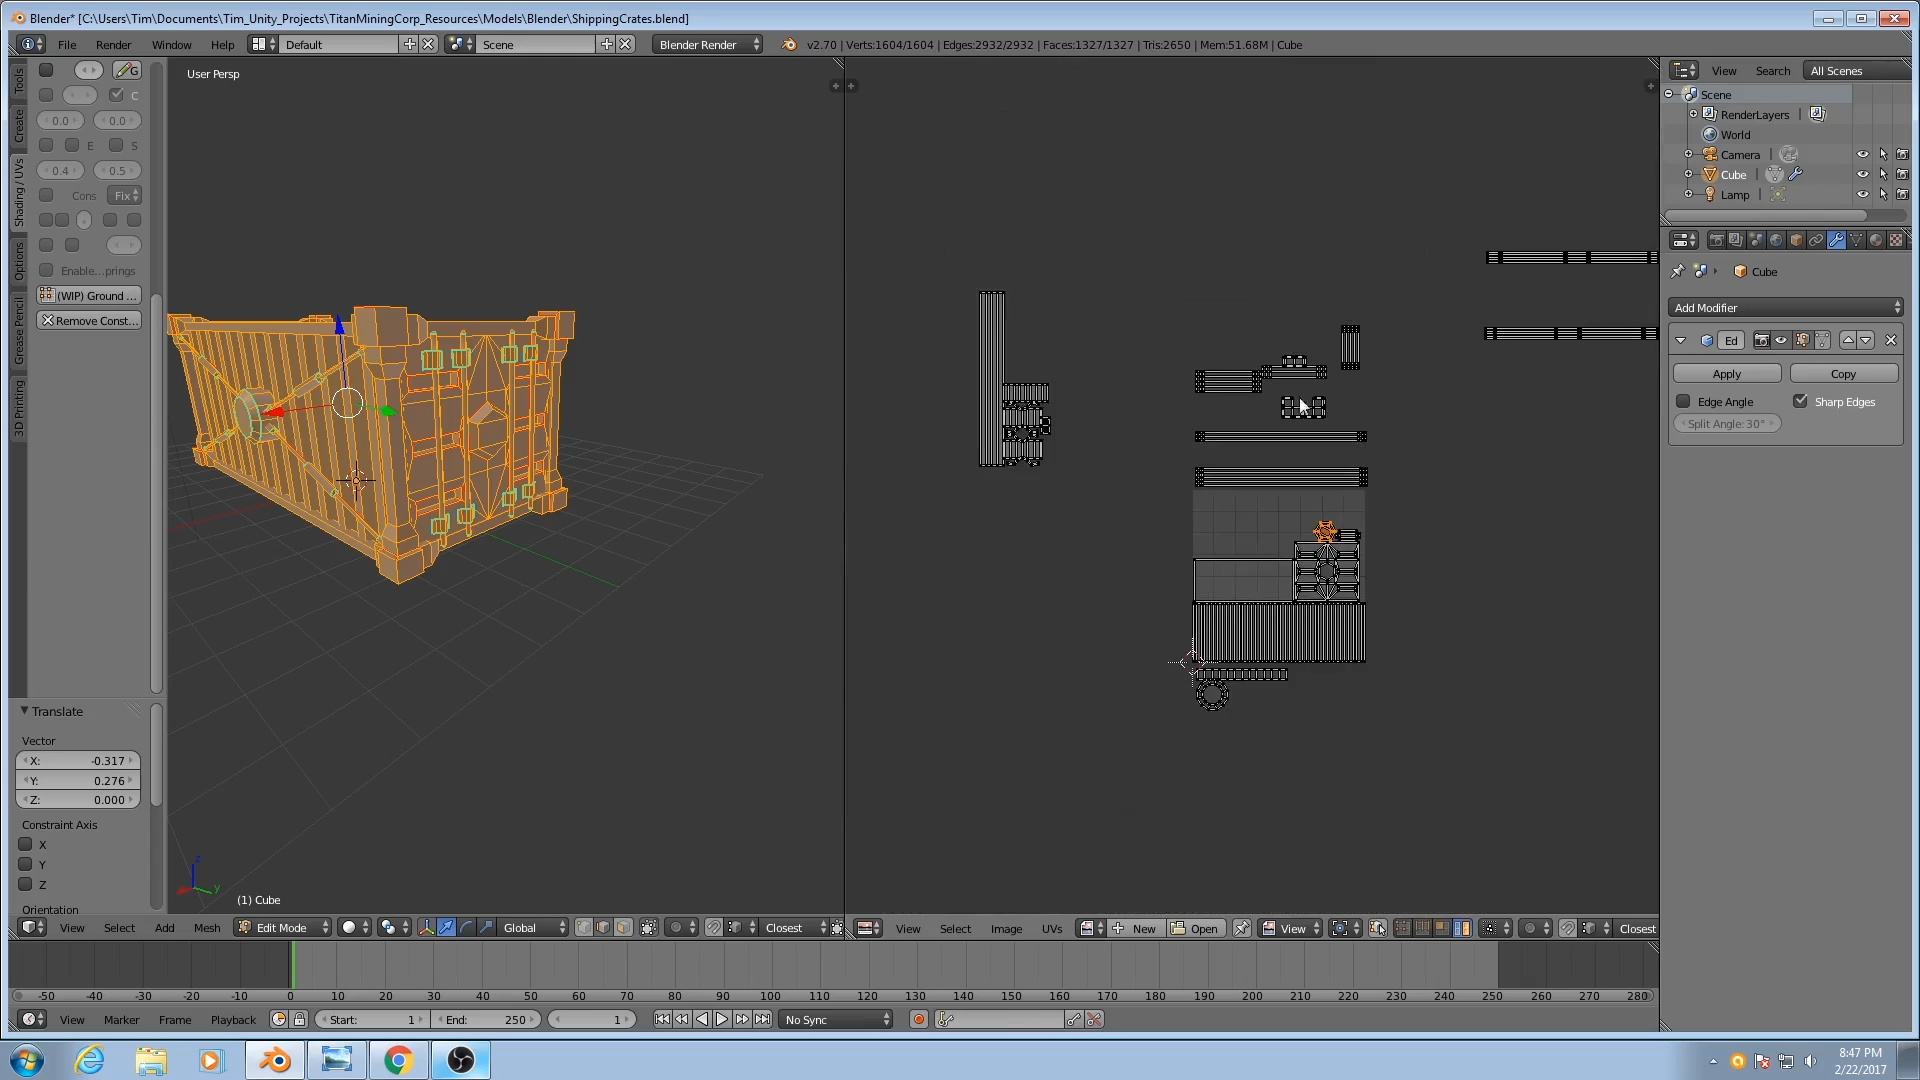 Blender* [C:\Users\Tim\Documents\Tim_Unity_Projects\TitanMiningCorp_Resources\Models\Blender\ShippingCrates.blend]
File Render Window Help Default Scene Blender Render v2.70 | Verts:1604/1604 | Edges:2932/2932 | Faces:1327/1327 | Tris:2650 | Mem:51.68M | Cube
Tools
Create
Shading / UVs
Options
Grease Pencil
3D Printing
G
C
0.0 0.0
E S
0.4 0.5
Cons Fix
Enable...prings
(WIP) Ground ...
Remove Const...
User Persp
(1) Cube
Translate
Vector
X: -0.317
Y: 0.276
Z: 0.000
Constraint Axis
X
Y
Z
Orientation
View Search All Scenes
Scene
RenderLayers
World
Camera
Cube
Lamp
Cube
Add Modifier
Ed
Apply Copy
Edge Angle Sharp Edges
Split Angle: 30°
View Select Add Mesh Edit Mode Global Closest
View Select Image UVs New Open View Closest
-50 -40 -30 -20 -10 0 10 20 30 40 50 60 70 80 90 100 110 120 130 140 150 160 170 180 190 200 210 220 230 240 250 260 270 280
View Marker Frame Playback Start: 1 End: 250 1 No Sync
8:47 PM
2/22/2017